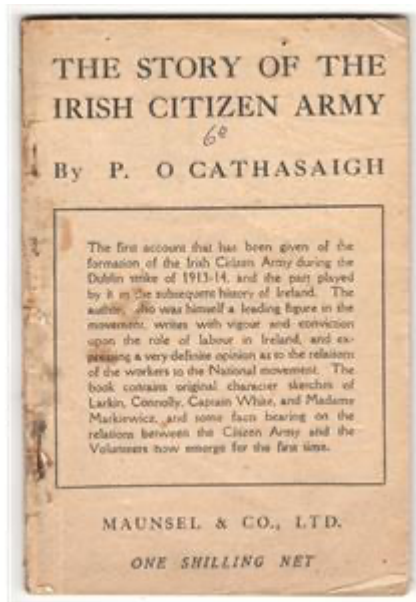 THE STORY OF THE
IRISH CITIZEN ARMY
6d
By P. O CATHASAIGH
The first account that has been given of the
formation of the Irish Citizen Army during the
Dublin strike of 1913-14, and the part played
by it in the subsequent history of Ireland. The
author, who was himself a leading figure in the
movement, writes with vigour and conviction
upon the role of labour in Ireland, and ex-
pressing a very definite opinion as to the relations
of the workers to the National movement. The
book contains original character sketches of
Larkin, Connolly, Captain White, and Madame
Markiewicz, and some facts bearing on the
relations between the Citizen Army and the
Volunteers now emerge for the first time.
MAUNSEL & CO., LTD.
ONE SHILLING NET